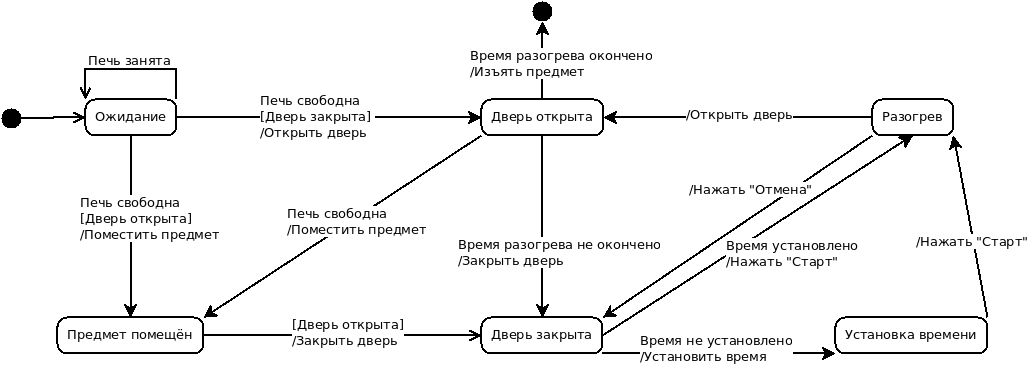 Печь занята
Время разогрева окончено
/Изъять предмет
Ожидание
Печь свободна
[Дверь закрыта]
/Открыть дверь
Дверь открыта
/Открыть дверь
Разогрев
Печь свободна
[Дверь открыта]
/Поместить предмет
Печь свободна
/Поместить предмет
Время разогрева не окончено
/Закрыть дверь
/Нажать "Отмена"
Время установлено
/Нажать "Старт"
/Нажать "Старт"
Предмет помещён
[Дверь открыта]
/Закрыть дверь
Дверь закрыта
Время не установлено
/Установить время
Установка времени